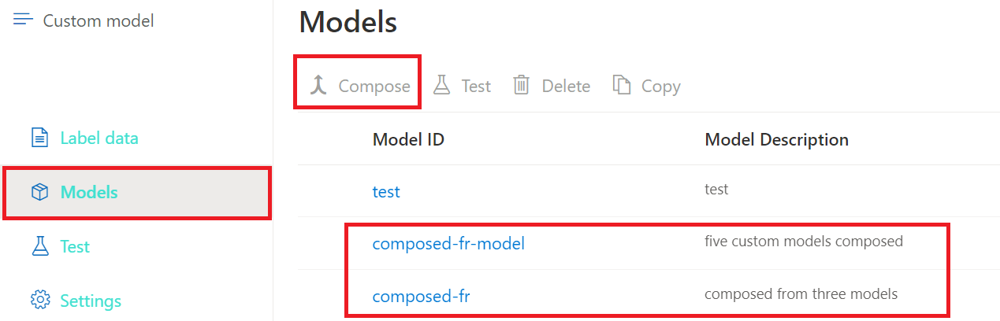 Custom model
Label data
Models
Test
Settings
Models
Compose Test Delete Copy
Model ID Model Description
test test
composed-fr-model five custom models composed
composed-fr composed from three models